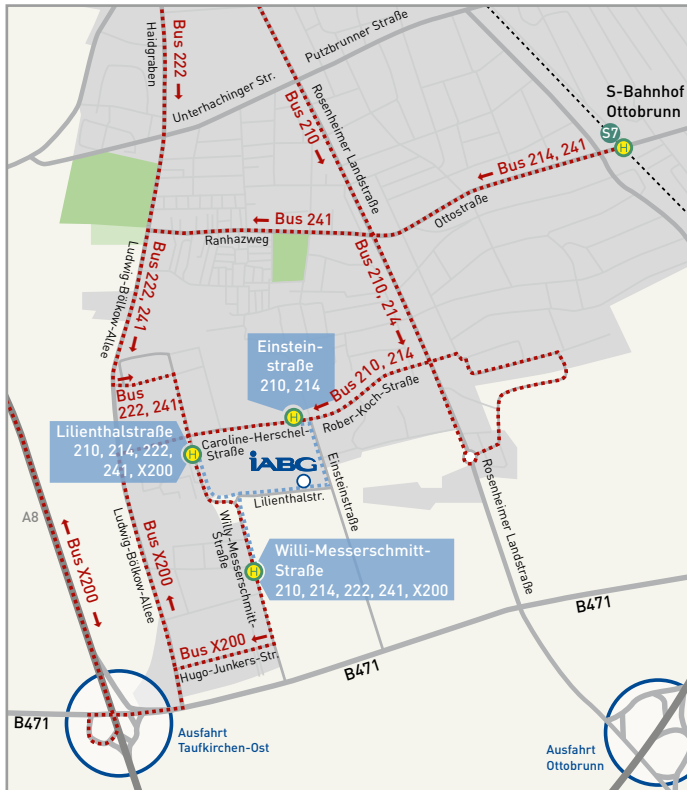 Bus 222
Haidgraben
Putzbrunner Straße
Unterhachinger Str.
Bus 210
Rosenheimer Landstraße
S-Bahnhof
Ottobrunn
S7
H
Bus 214, 241
Ottostraße
Bus 241
Ranhazweg
Ludwig-Bölkow-Allee
Bus 222, 241
Bus 210, 214
Einstein-
straße
210, 214
Bus 210, 214
Rober-Koch-Straße
Bus
222, 241
H
Lilienthalstraße
210, 214, 222,
241, X200
H
Caroline-Herschel-
Straße
iABG
Lilienthalstr.
Einsteinstraße
Rosenheimer Landstraße
A8
Bus X200
Ludwig-Bölkow-Allee
Bus X200
Willy-Messerschmitt-
Straße
H
Willi-Messerschmitt-
Straße
210, 214, 222, 241, X200
Bus X200
Hugo-Junkers-Str.
B471
B471
B471
Ausfahrt
Taufkirchen-Ost
Ausfahrt
Ottobrunn